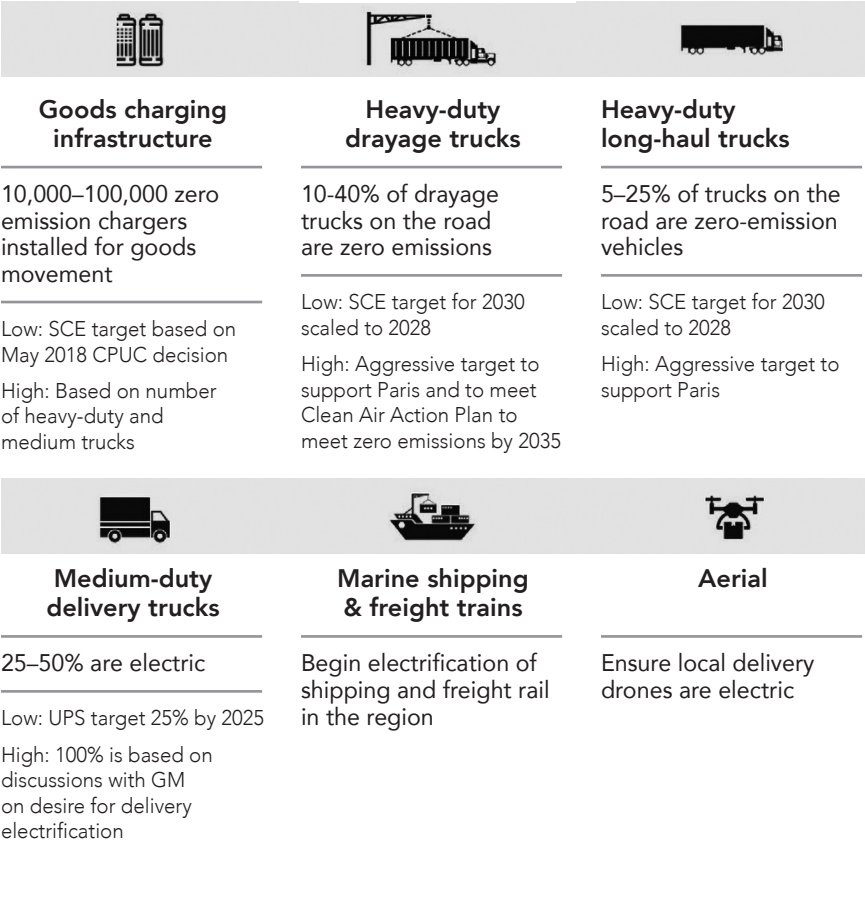 Goods charging
infrastructure
10,000–100,000 zero
emission chargers
installed for goods
movement
Low: SCE target based on
May 2018 CPUC decision
High: Based on number
of heavy-duty and
medium trucks
Heavy-duty
drayage trucks
10-40% of drayage
trucks on the road
are zero emissions
Low: SCE target for 2030
scaled to 2028
High: Aggressive target to
support Paris and to meet
Clean Air Action Plan to
meet zero emissions by 2035
Heavy-duty
long-haul trucks
5–25% of trucks on the
road are zero-emission
vehicles
Low: SCE target for 2030
scaled to 2028
High: Aggressive target to
support Paris
Medium-duty
delivery trucks
25–50% are electric
Low: UPS target 25% by 2025
High: 100% is based on
discussions with GM
on desire for delivery
electrification
Marine shipping
& freight trains
Begin electrification of
shipping and freight rail
in the region
Aerial
Ensure local delivery
drones are electric